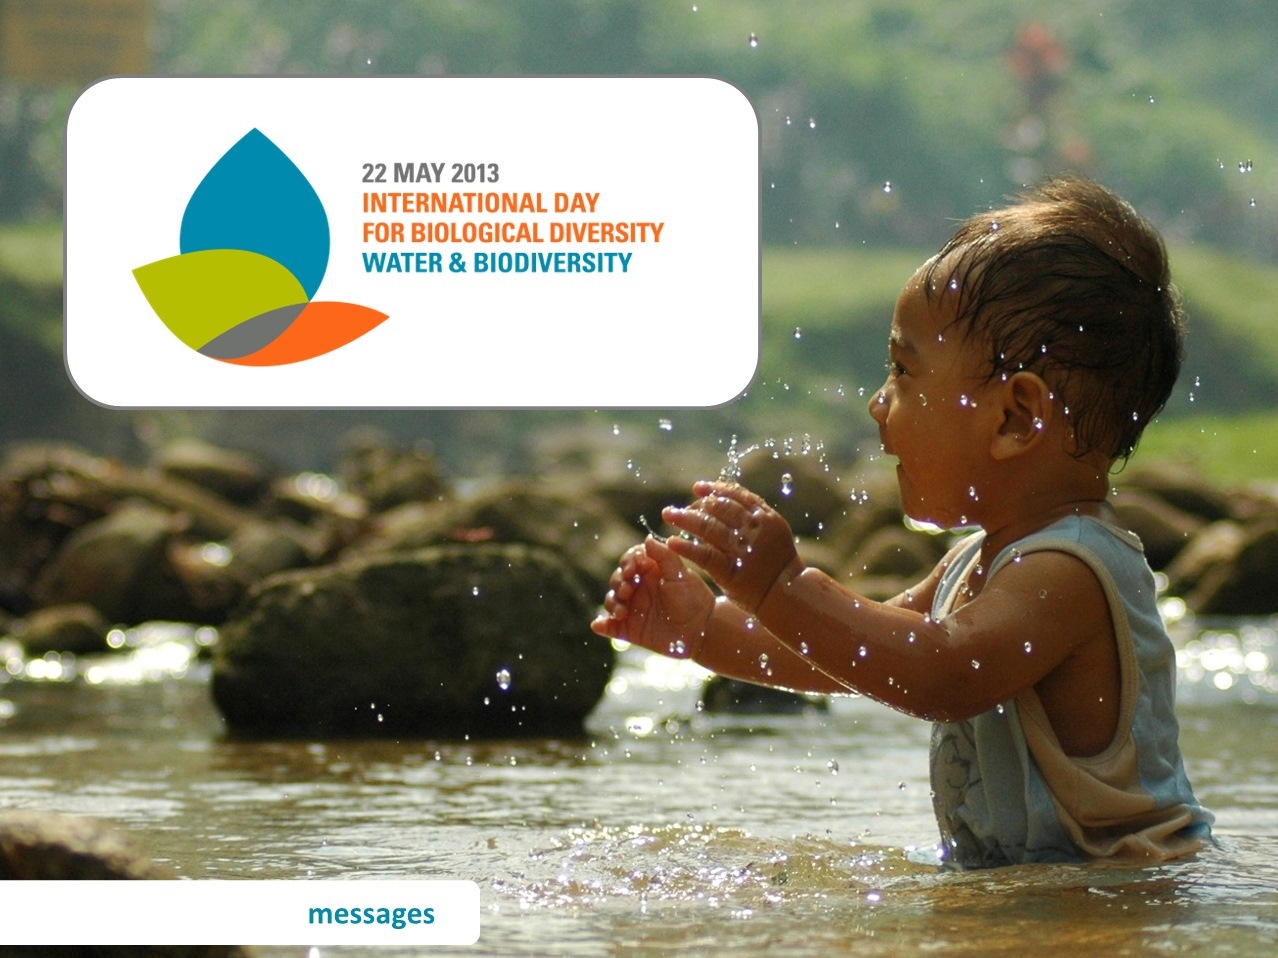 22 MAY 2013
INTERNATIONAL DAY
FOR BIOLOGICAL DIVERSITY
WATER & BIODIVERSITY
messages